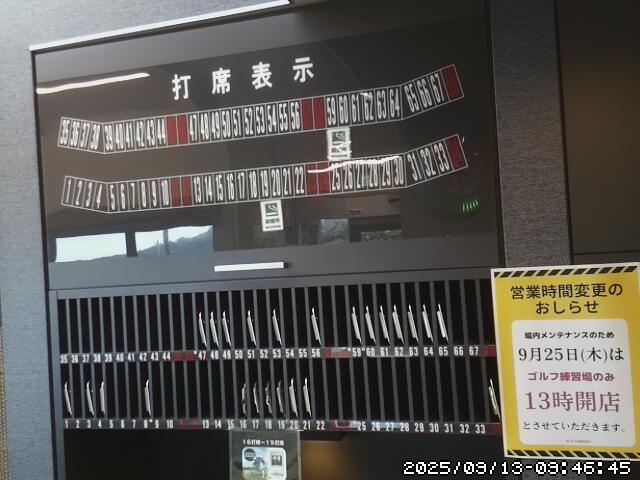 打席表示
35 36 37 38 39 40 41 42 43 44 47 48 49 50 51 52 53 54 55 56 59 60 61 62 63 64 65 66 67
1 2 3 4 5 6 7 8 9 10 13 14 15 16 17 18 19 20 21 22 25 26 27 28 29 30 31 32 33
35 36 37 38 39 40 41 42 43 44 47 48 49 50 51 52 53 54 55 56 59 60 61 62 63 64 65 66 67
1 2 3 4 5 6 7 8 9 10 13 14 15 16 17 18 19 20 21 22 25 26 27 28 29 30 31 32 33
16打席〜19打席
営業時間変更の
おしらせ
場内メンテナンスのため
9月25日(木)は
ゴルフ練習場のみ
13時開店
とさせていただきます。
2025/09/13-09:46:45